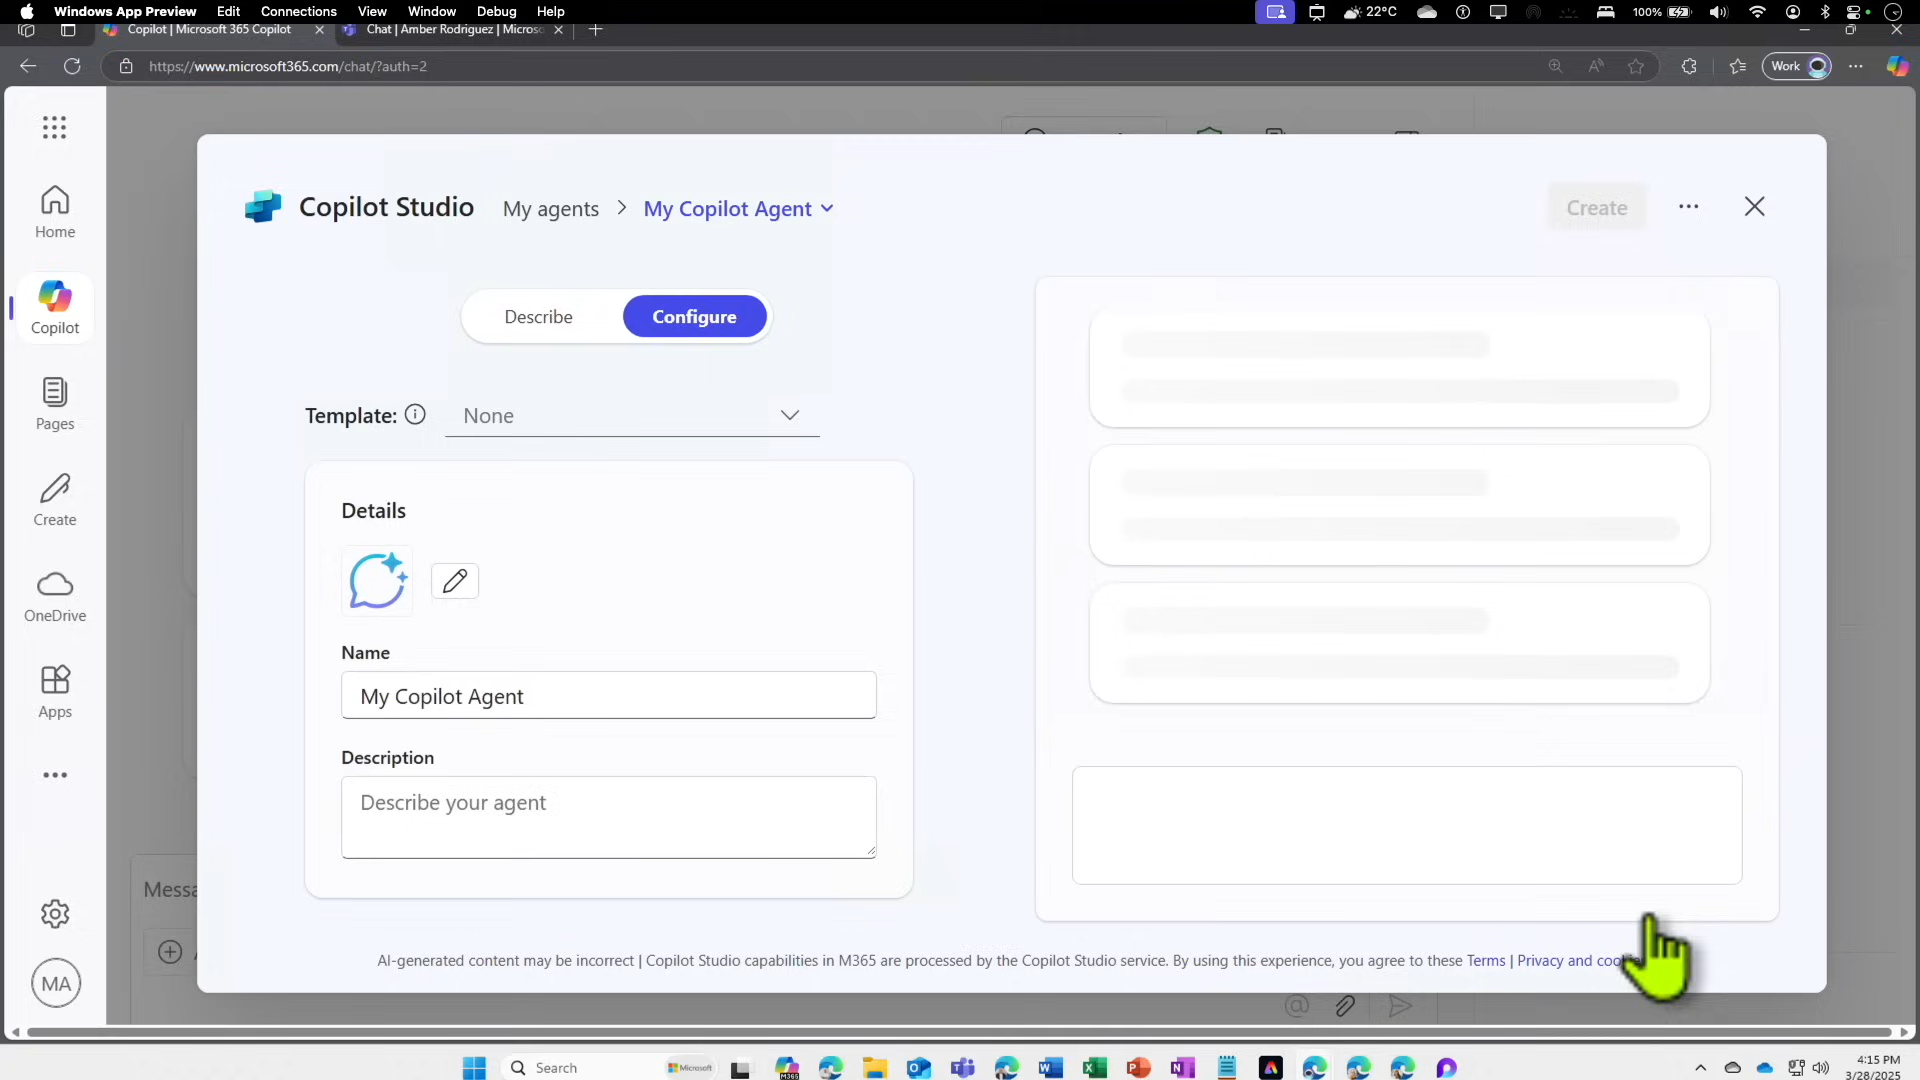 Windows App Preview Edit Connections View Window Debug Help 22°C 100%
Copilot | Microsoft 365 Copilot Chat | Amber Rodriguez | Micros
https://www.microsoft365.com/chat/?auth=2 Work
Copilot Studio My agents > My Copilot Agent Create
Home
Copilot
Pages
Create
OneDrive
Apps
MA
Describe Configure
Template: None
Details
Name
My Copilot Agent
Description
Describe your agent
Messa
AI-generated content may be incorrect | Copilot Studio capabilities in M365 are processed by the Copilot Studio service. By using this experience, you agree to these Terms | Privacy and coo
Search Microsoft M365
4:15 PM
3/28/2025